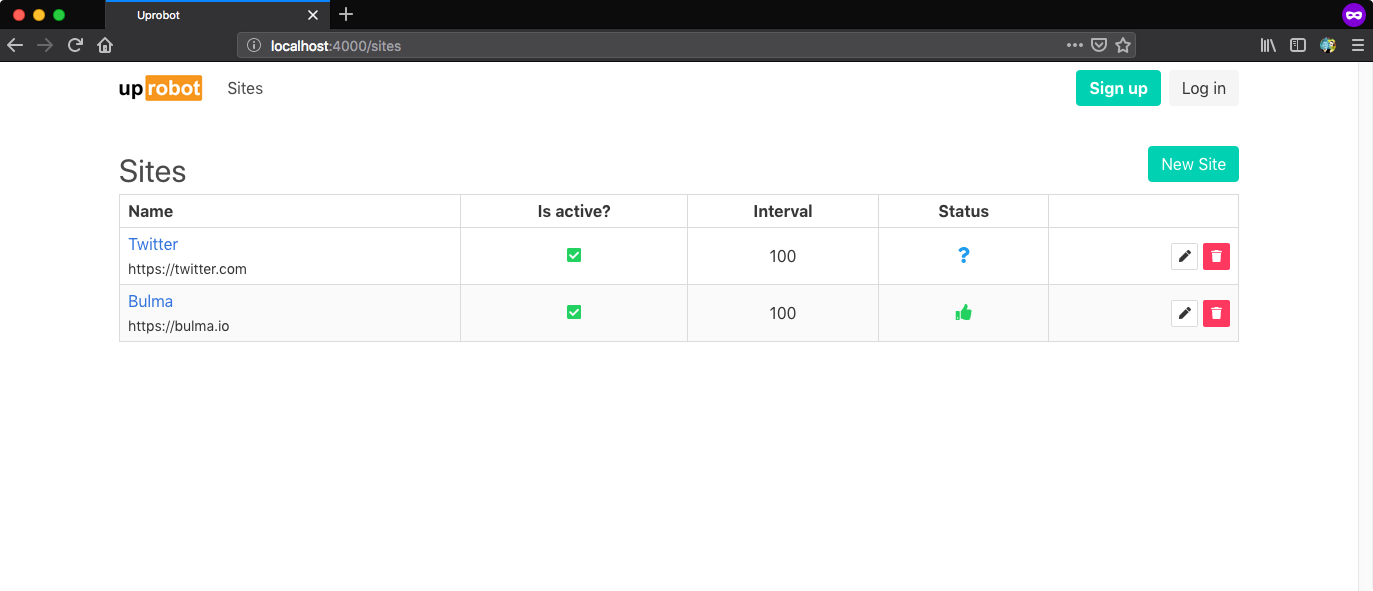 Uprobot
localhost:4000/sites
uprobot Sites Sign up Log in
Sites New Site
Name Is active? Interval Status
Twitter
https://twitter.com
100
?
Bulma
https://bulma.io
100